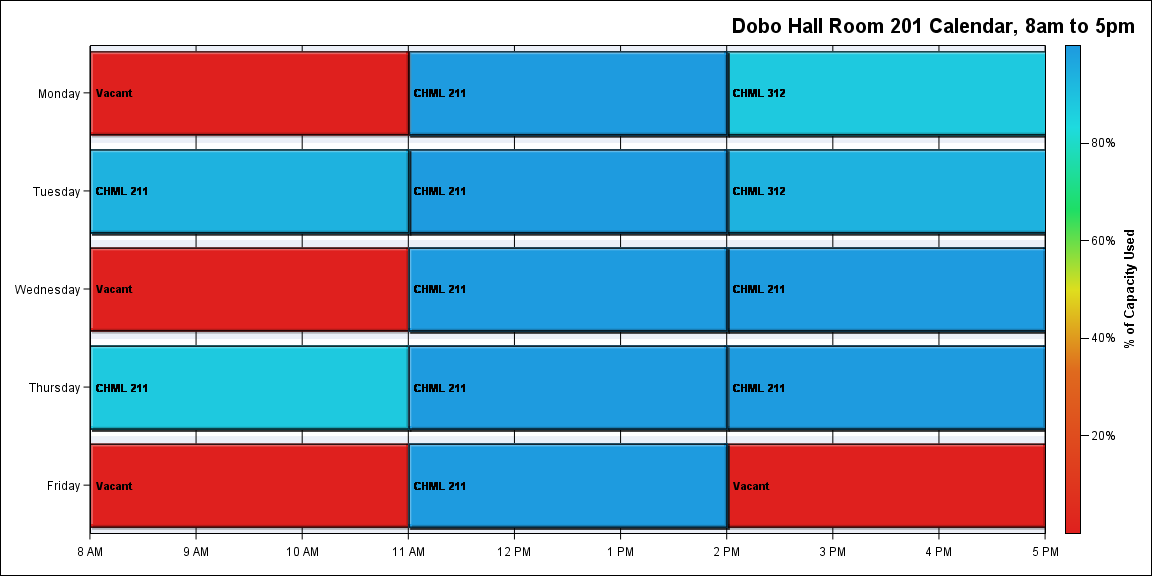 Dobo Hall Room 201 Calendar, 8am to 5pm
Monday
Vacant
CHML 211
CHML 312
Tuesday
CHML 211
CHML 211
CHML 312
Wednesday
Vacant
CHML 211
CHML 211
Thursday
CHML 211
CHML 211
CHML 211
Friday
Vacant
CHML 211
Vacant
8 AM
9 AM
10 AM
11 AM
12 PM
1 PM
2 PM
3 PM
4 PM
5 PM
80%
60%
40%
20%
% of Capacity Used